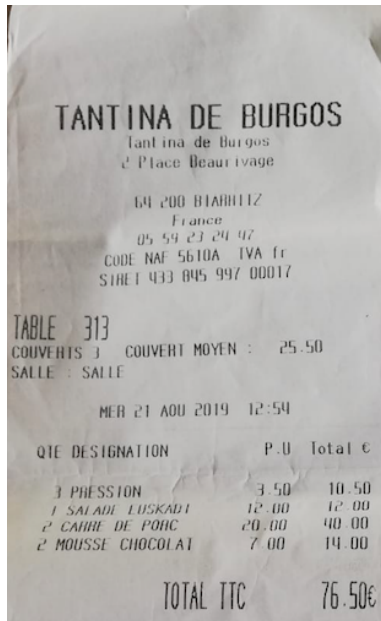 TANTINA DE BURGOS
Tantina de Burgos
2 Place Beaurivage
64 200 BIARRITZ
France
05 59 23 24 47
CODE NAF 5610A IVA fr
SIRET 433 845 997 00017
TABLE 313
COUVERTS 3 COUVERT MOYEN : 25.50
SALLE : SALLE
MER 21 AOU 2019 12:54
QTE DESIGNATION P.U Total €
3 PRESSION 3.50 10.50
1 SALADE EUSKADI 12.00 12.00
2 CARRE DE PORC 20.00 40.00
2 MOUSSE CHOCOLAT 7.00 14.00
TOTAL TTC 76.50€